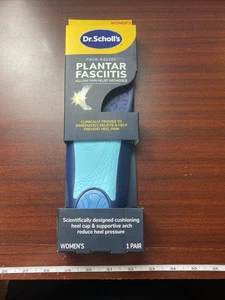 WOMEN'S
Dr. Scholl's
PAIN RELIEF
PLANTAR
FASCIITIS
ALL-DAY PAIN RELIEF ORTHOTICS
CLINICALLY PROVEN TO
IMMEDIATELY RELIEVE & HELP
PREVENT HEEL PAIN
Scientifically designed cushioning
heel cup & supportive arch
reduce heel pressure
WOMEN'S 1 PAIR